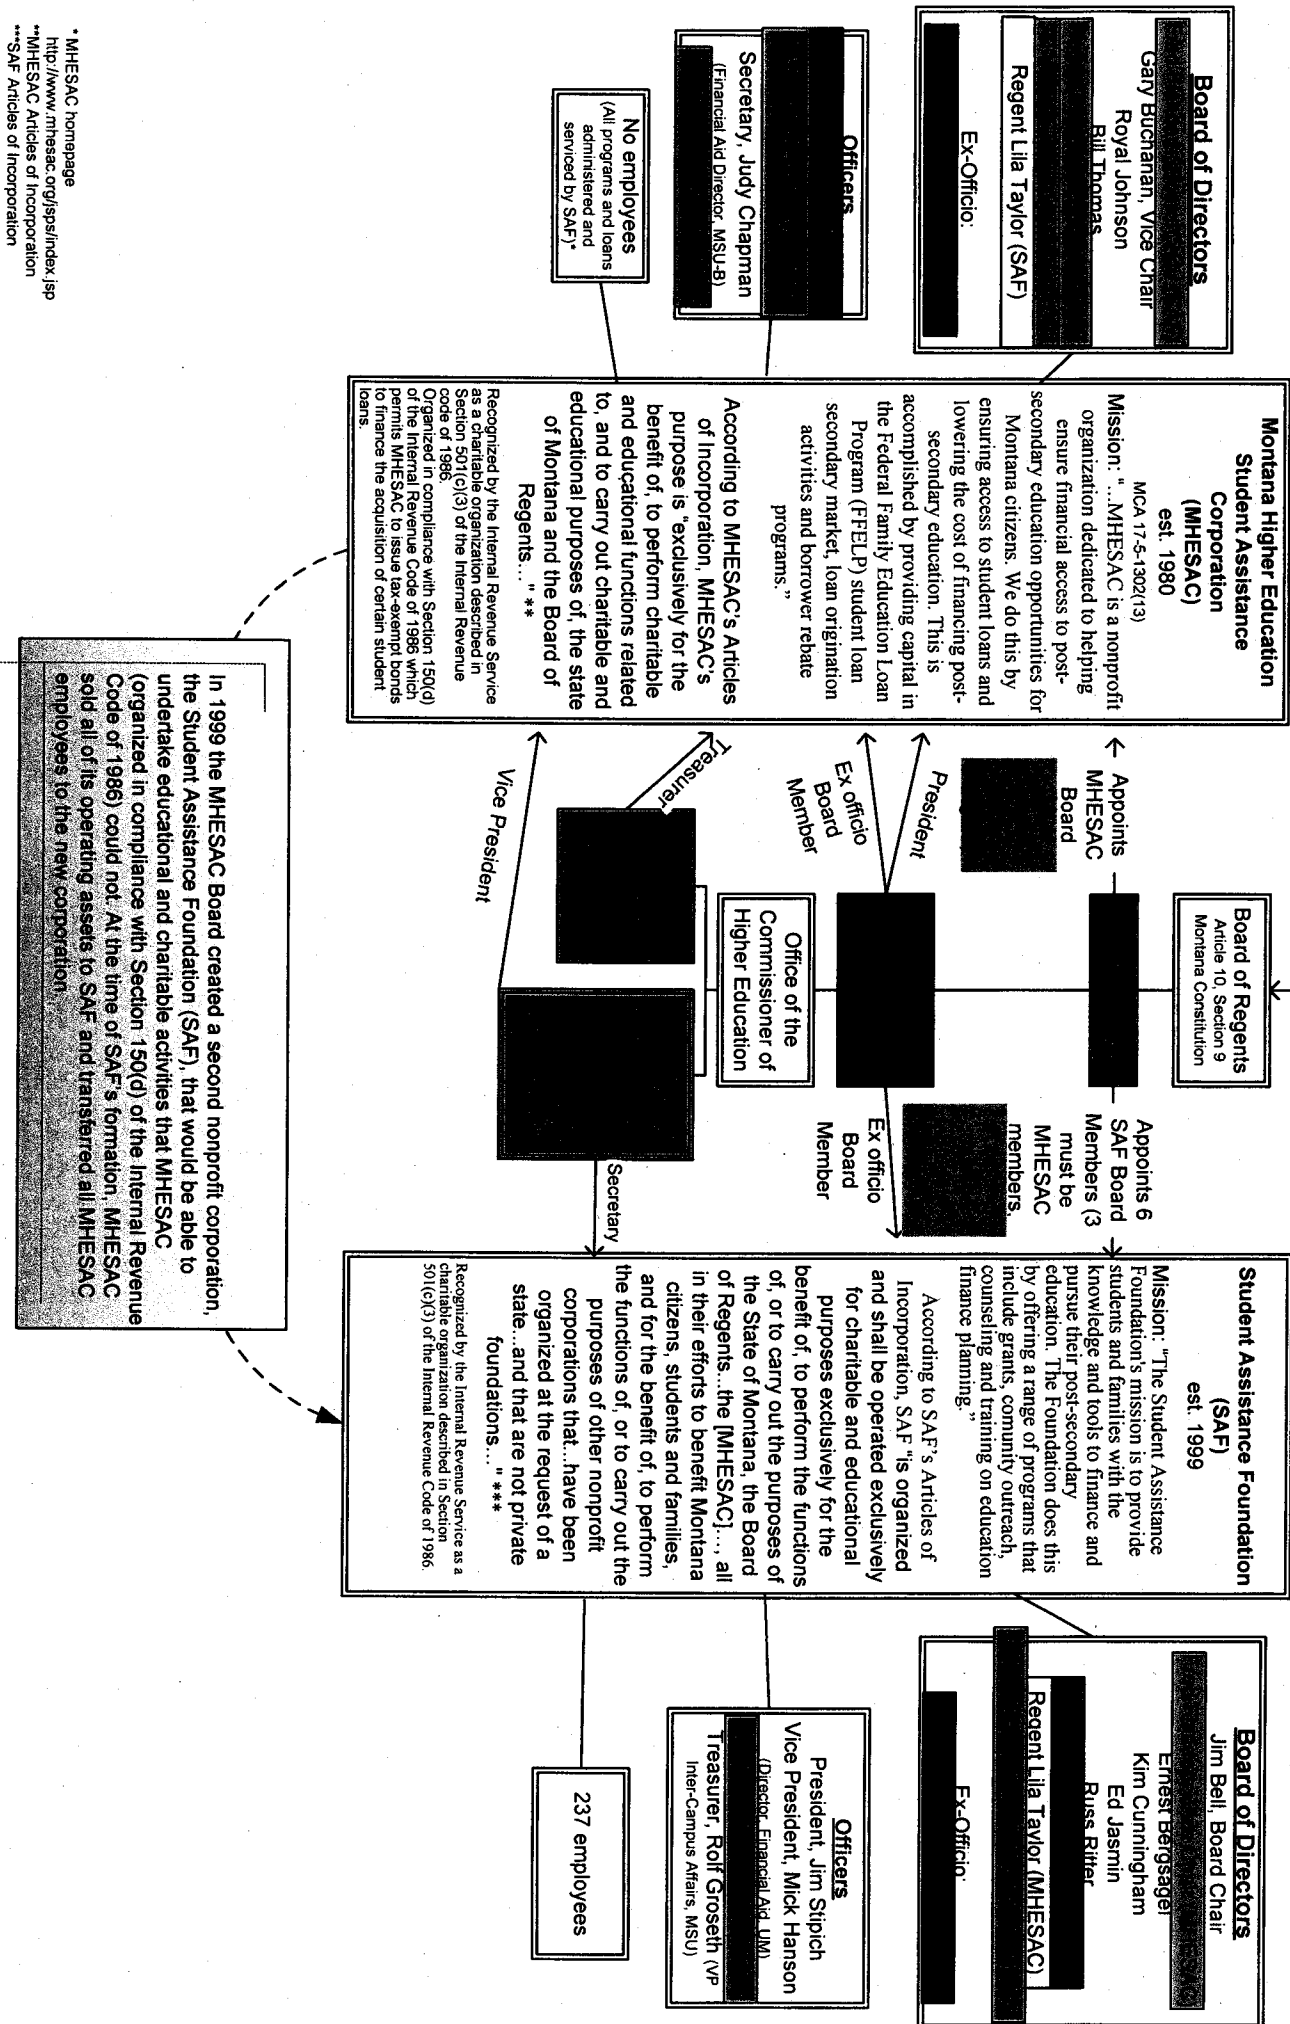 Board of Directors
Gary Buchanan, Vice Chair
Royal Johnson
Bill Thomas
Regent Lila Taylor (SAF)
Ex-Officio:
Officers
Secretary, Judy Chapman
(Financial Aid Director, MSU-B)
No employees
(All programs and loans
administered and
serviced by SAF)*
* MHESAC homepage
http://www.mhesac.org/jsps/index.jsp
**MHESAC Articles of Incorporation
***SAF Articles of Incorporation
Montana Higher Education
Student Assistance
Corporation
(MHESAC)
est. 1980
MCA 17-5-1302(13)
Mission: "...MHESAC is a nonprofit
organization dedicated to helping
ensure financial access to post-
secondary education opportunities for
Montana citizens. We do this by
ensuring access to student loans and
lowering the cost of financing post-
secondary education. This is
accomplished by providing capital in
the Federal Family Education Loan
Program (FFELP) student loan
secondary market, loan origination
activities and borrower rebate
programs."
According to MHESAC's Articles
of Incorporation, MHESAC's
purpose is "exclusively for the
benefit of, to perform charitable
and educational functions related
to, and to carry out charitable and
educational purposes of, the state
of Montana and the Board of
Regents..." **
Recognized by the Internal Revenue Service
as a charitable organization described in
Section 501(c)(3) of the Internal Revenue
code of 1986.
Organized in compliance with Section 150(d)
of the Internal Revenue Code of 1986 which
permits MHESAC to issue tax-exempt bonds
to finance the acquisition of certain student
loans.
Board of Regents
Article 10, Section 9
Montana Constitution
Appoints
MHESAC
Board
Appoints 6
SAF Board
Members (3
must be
MHESAC
members,
President
Ex officio
Board
Member
Ex officio
Board
Member
Office of the
Commissioner of
Higher Education
Treasurer
Vice President
Secretary
Student Assistance Foundation
(SAF)
est. 1999
Mission: "The Student Assistance
Foundation's mission is to provide
students and families with the
knowledge and tools to finance and
pursue their post-secondary
education. The Foundation does this
by offering a range of programs that
include grants, community outreach,
counseling and training on education
finance planning."
According to SAF's Articles of
Incorporation, SAF "is organized
and shall be operated exclusively
for charitable and educational
purposes exclusively for the
benefit of, to perform the functions
of, or to carry out the purposes of
the State of Montana, the Board
of Regents...the [MHESAC]..., all
in their efforts to benefit Montana
citizens, students and families,
and for the benefit of, to perform
the functions of, or to carry out the
purposes of other nonprofit
corporations that...have been
organized at the request of a
state...and that are not private
foundations..." ***
Recognized by the Internal Revenue Service as a
charitable organization described in Section
501(c)(3) of the Internal Revenue Code of 1986.
Board of Directors
Jim Bell, Board Chair
Ernest Bergsagel
Kim Cunningham
Ed Jasmin
Russ Ritter
Regent Lila Taylor (MHESAC)
Ex-Officio:
Officers
President, Jim Stipich
Vice President, Mick Hanson
(Director, Financial Aid, UM)
Treasurer, Rolf Groseth (VP
Inter-Campus Affairs, MSU)
237 employees
In 1999 the MHESAC Board created a second nonprofit corporation,
the Student Assistance Foundation (SAF), that would be able to
undertake educational and charitable activities that MHESAC
(organized in compliance with Section 150(d) of the Internal Revenue
Code of 1986) could not. At the time of SAF's formation, MHESAC
sold all of its operating assets to SAF and transferred all MHESAC
employees to the new corporation.